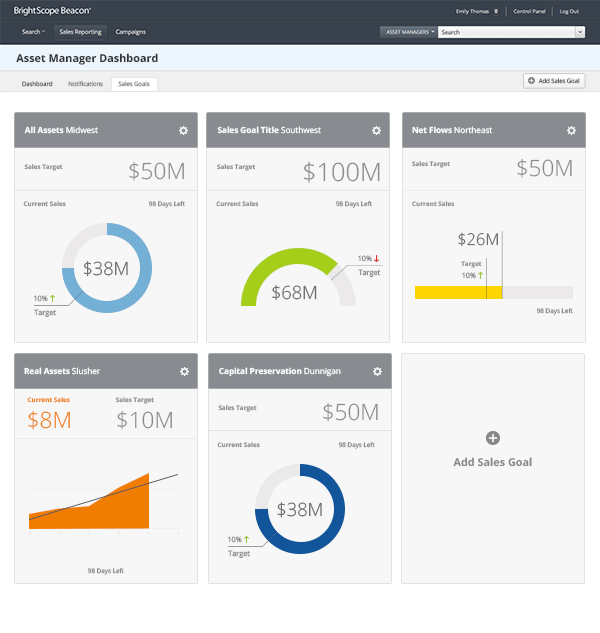 BrightScope Beacon
Emily Thomas
Control Panel
Log Out
Search
Sales Reporting
Campaigns
ASSET MANAGERS
Search
Asset Manager Dashboard
Dashboard
Notifications
Sales Goals
Add Sales Goal
All Assets Midwest
Sales Target
$50M
Current Sales
98 Days Left
$38M
10%
Target
Sales Goal Title Southwest
Sales Target
$100M
Current Sales
98 Days Left
10%
Target
$68M
Net Flows Northeast
Sales Target
$50M
Current Sales
$26M
Target
10%
98 Days Left
Real Assets Slusher
Current Sales
Sales Target
$8M
$10M
98 Days Left
Capital Preservation Dunnigan
Sales Target
$50M
Current Sales
98 Days Left
$38M
10%
Target
Add Sales Goal